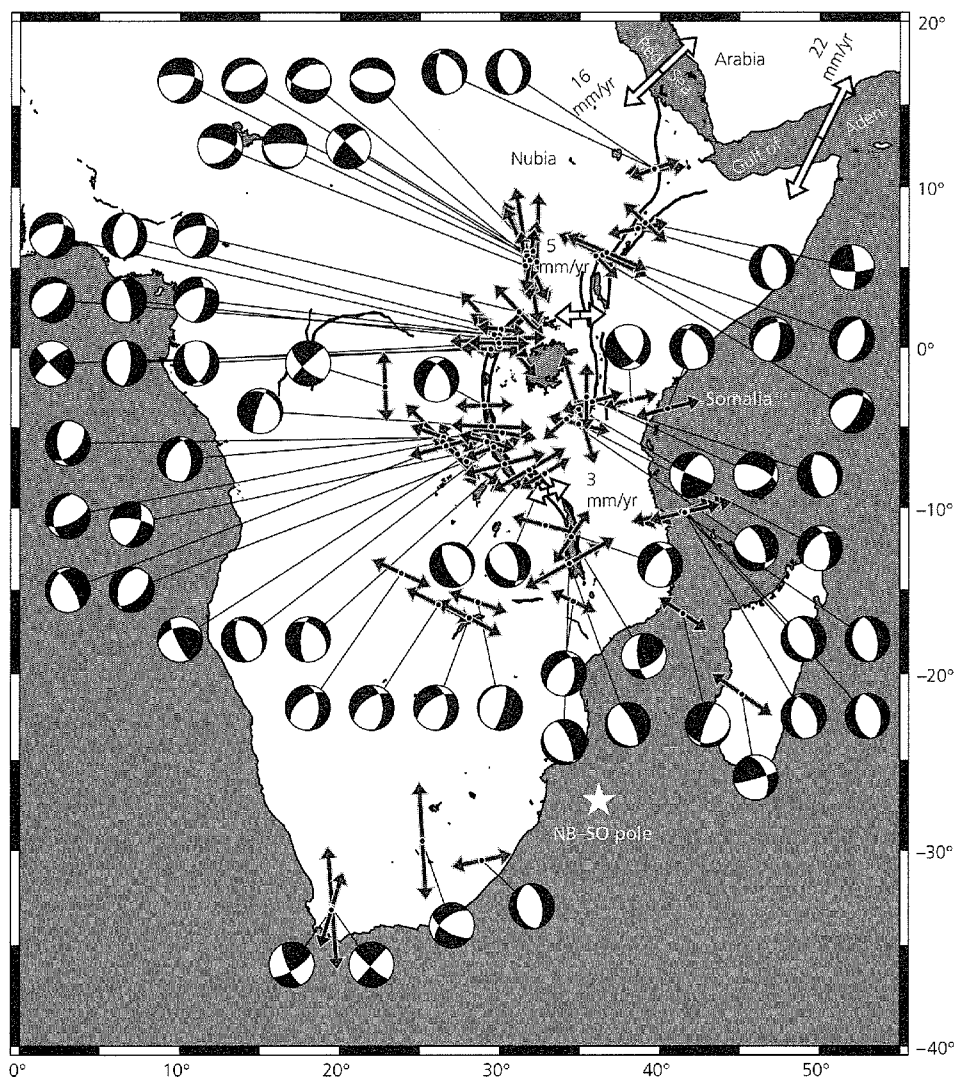 20°
Red
Sea
Arabia
22
mm/yr
16
mm/yr
Aden
Gulf of
Nubia
10°
5
mm/yr
0°
Somalia
3
mm/yr
−10°
−20°
NB–SO pole
−30°
−40°
0° 10° 20° 30° 40° 50°